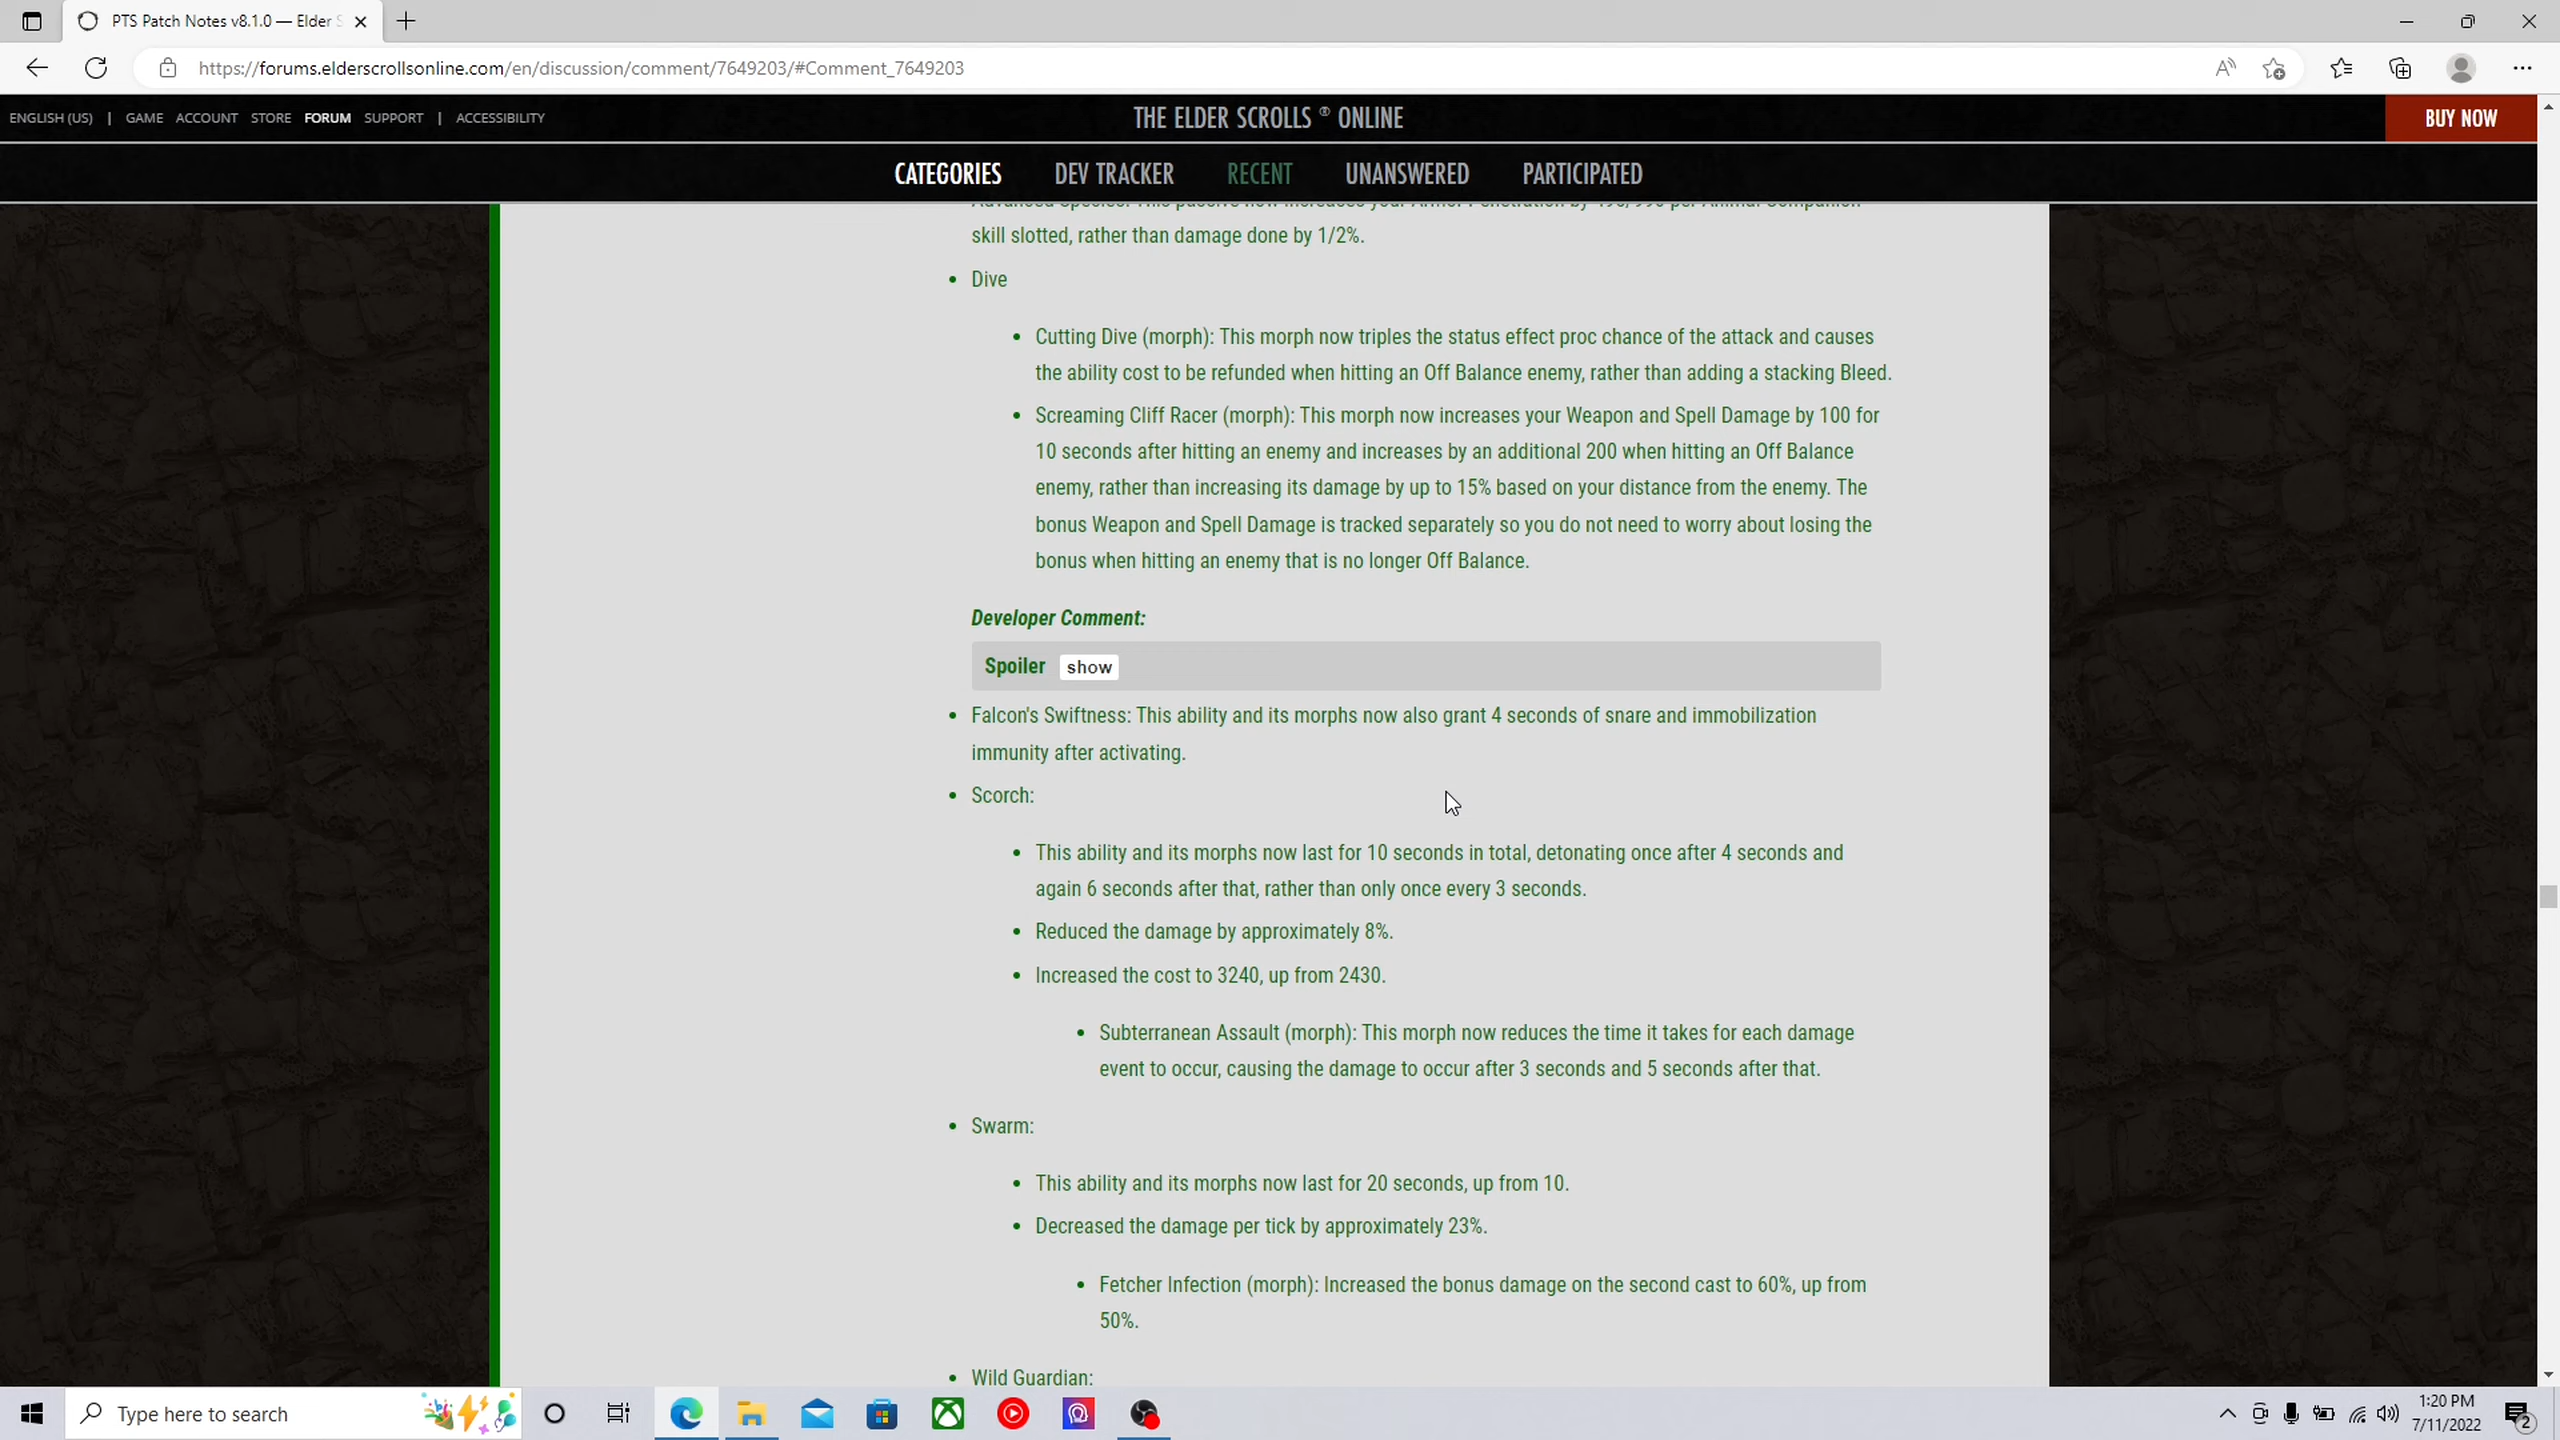 PTS Patch Notes v8.1.0 — Elder S
https://forums.elderscrollsonline.com/en/discussion/comment/7649203/#Comment_7649203
ENGLISH (US) | GAME ACCOUNT STORE FORUM SUPPORT | ACCESSIBILITY
THE ELDER SCROLLS ® ONLINE
BUY NOW
CATEGORIES DEV TRACKER RECENT UNANSWERED PARTICIPATED
Advanced Species: This passive now increases your Armor Penetration by per Animal Companion
skill slotted, rather than damage done by 1/2%.
• Dive
• Cutting Dive (morph): This morph now triples the status effect proc chance of the attack and causes
the ability cost to be refunded when hitting an Off Balance enemy, rather than adding a stacking Bleed.
• Screaming Cliff Racer (morph): This morph now increases your Weapon and Spell Damage by 100 for
10 seconds after hitting an enemy and increases by an additional 200 when hitting an Off Balance
enemy, rather than increasing its damage by up to 15% based on your distance from the enemy. The
bonus Weapon and Spell Damage is tracked separately so you do not need to worry about losing the
bonus when hitting an enemy that is no longer Off Balance.
Developer Comment:
Spoiler show
• Falcon's Swiftness: This ability and its morphs now also grant 4 seconds of snare and immobilization
immunity after activating.
• Scorch:
• This ability and its morphs now last for 10 seconds in total, detonating once after 4 seconds and
again 6 seconds after that, rather than only once every 3 seconds.
• Reduced the damage by approximately 8%.
• Increased the cost to 3240, up from 2430.
• Subterranean Assault (morph): This morph now reduces the time it takes for each damage
event to occur, causing the damage to occur after 3 seconds and 5 seconds after that.
• Swarm:
• This ability and its morphs now last for 20 seconds, up from 10.
• Decreased the damage per tick by approximately 23%.
• Fetcher Infection (morph): Increased the bonus damage on the second cast to 60%, up from
50%.
• Wild Guardian:
Type here to search
1:20 PM
7/11/2022
2